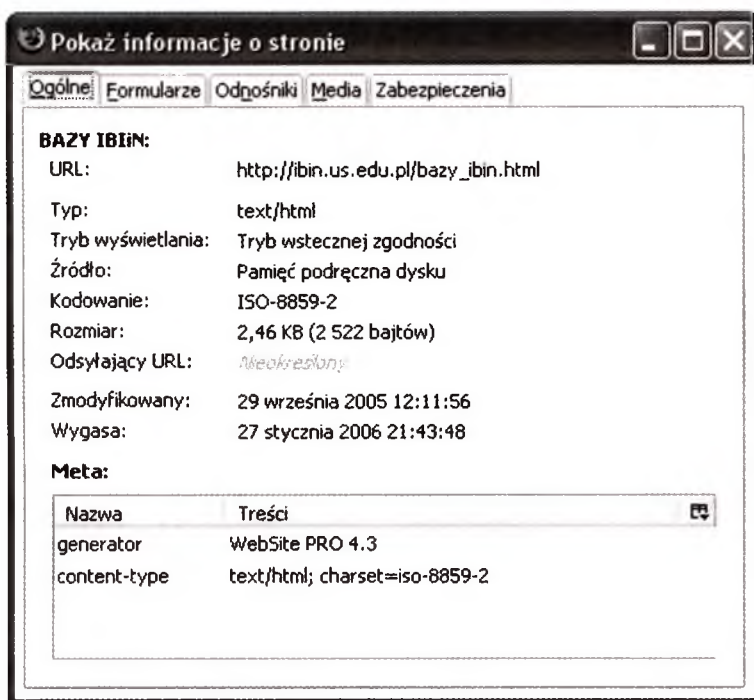 Pokaż informacje o stronie
Ogólne Formularze Odnośniki Media Zabezpieczenia
BAZY IBIiN:
URL: http://ibin.us.edu.pl/bazy_ibin.html
Typ: text/html
Tryb wyświetlania: Tryb wstecznej zgodności
Źródło: Pamięć podręczna dysku
Kodowanie: ISO-8859-2
Rozmiar: 2,46 KB (2 522 bajtów)
Odsyłający URL: Nieokreślony
Zmodyfikowany: 29 września 2005 12:11:56
Wygasa: 27 stycznia 2006 21:43:48
Meta:
Nazwa Treści
generator WebSite PRO 4.3
content-type text/html; charset=iso-8859-2